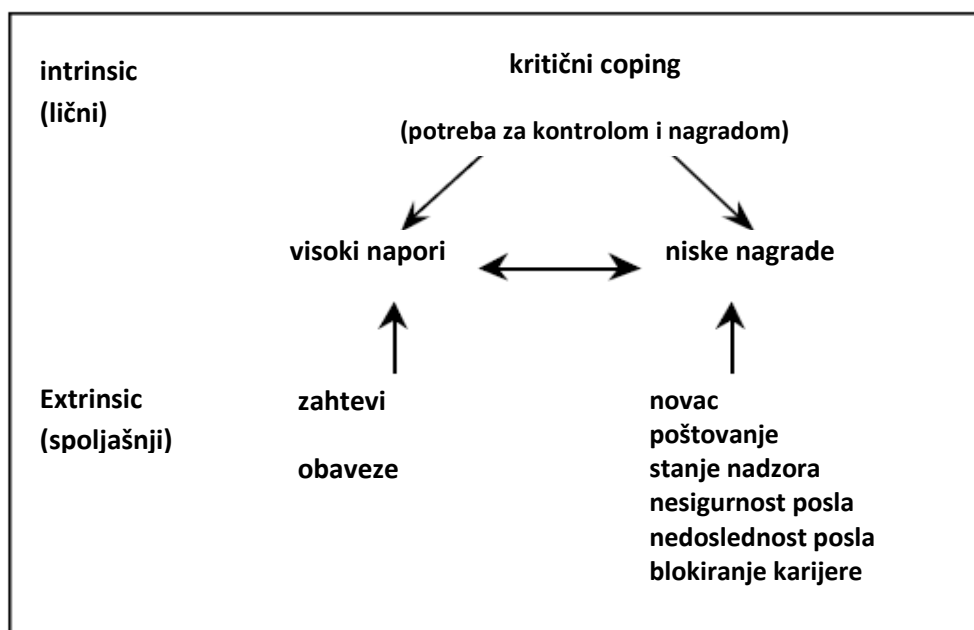 intrinsic
(lični)
kritični coping
(potreba za kontrolom i nagradom)
visoki napori
niske nagrade
Extrinsic
(spoljašnji)
zahtevi
obaveze
novac
poštovanje
stanje nadzora
nesigurnost posla
nedoslednost posla
blokiranje karijere